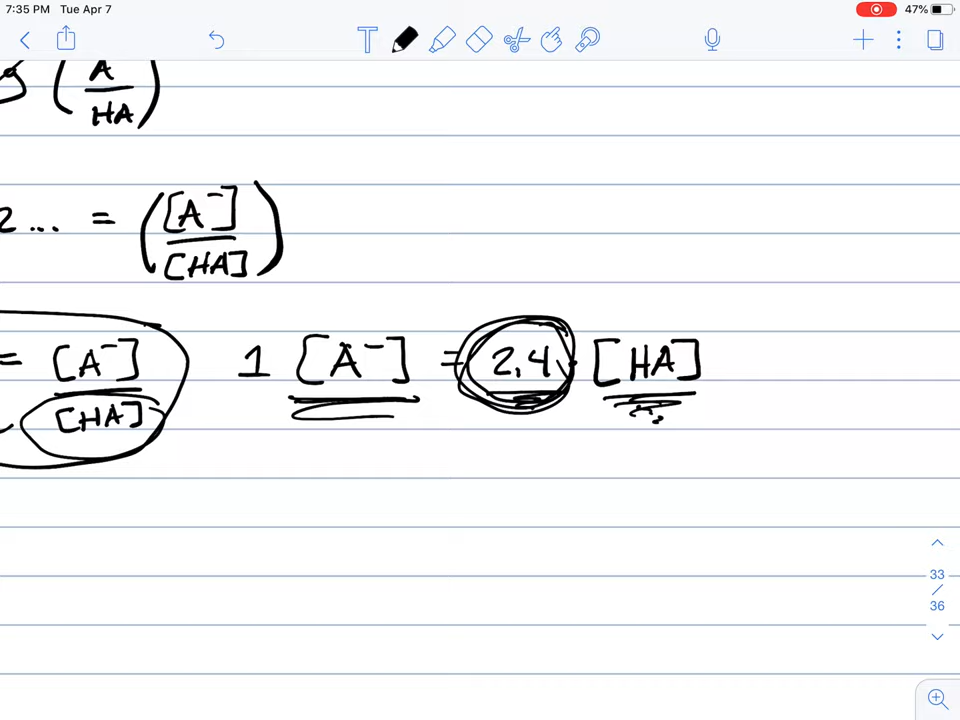 7:35 PM Tue Apr 7 47%
T
(A/HA)
2... = ([A⁻]/[HA])
= [A⁻]/[HA] 1 [A⁻] = 2.4 [HA]
33
/
36